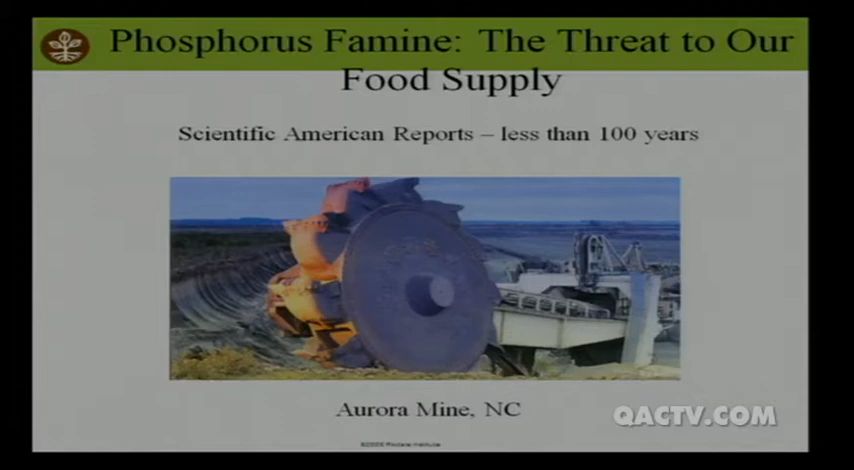 Phosphorus Famine: The Threat to Our
Food Supply
Scientific American Reports – less than 100 years
Aurora Mine, NC
QACTV.COM
Institute